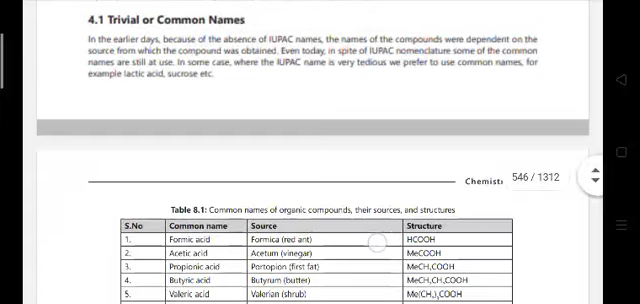 4.1 Trivial or Common Names
In the earlier days, because of the absence of IUPAC names, the names of the compounds were dependent on the
source from which the compound was obtained. Even today, in spite of IUPAC nomenclature some of the common
names are still at use. In some case, where the IUPAC name is very tedious we prefer to use common names, for
example lactic acid, sucrose etc.
Chemist 546 / 1312
Table 8.1: Common names of organic compounds, their sources, and structures
S.No Common name Source Structure
1. Formic acid Formica (red ant) HCOOH
2. Acetic acid Acetum (vinegar) MeCOOH
3. Propionic acid Portopion (first fat) MeCH₂COOH
4. Butyric acid Butyrum (butter) MeCH₂CH₂COOH
5. Valeric acid Valerian (shrub) Me(CH₂)₃COOH